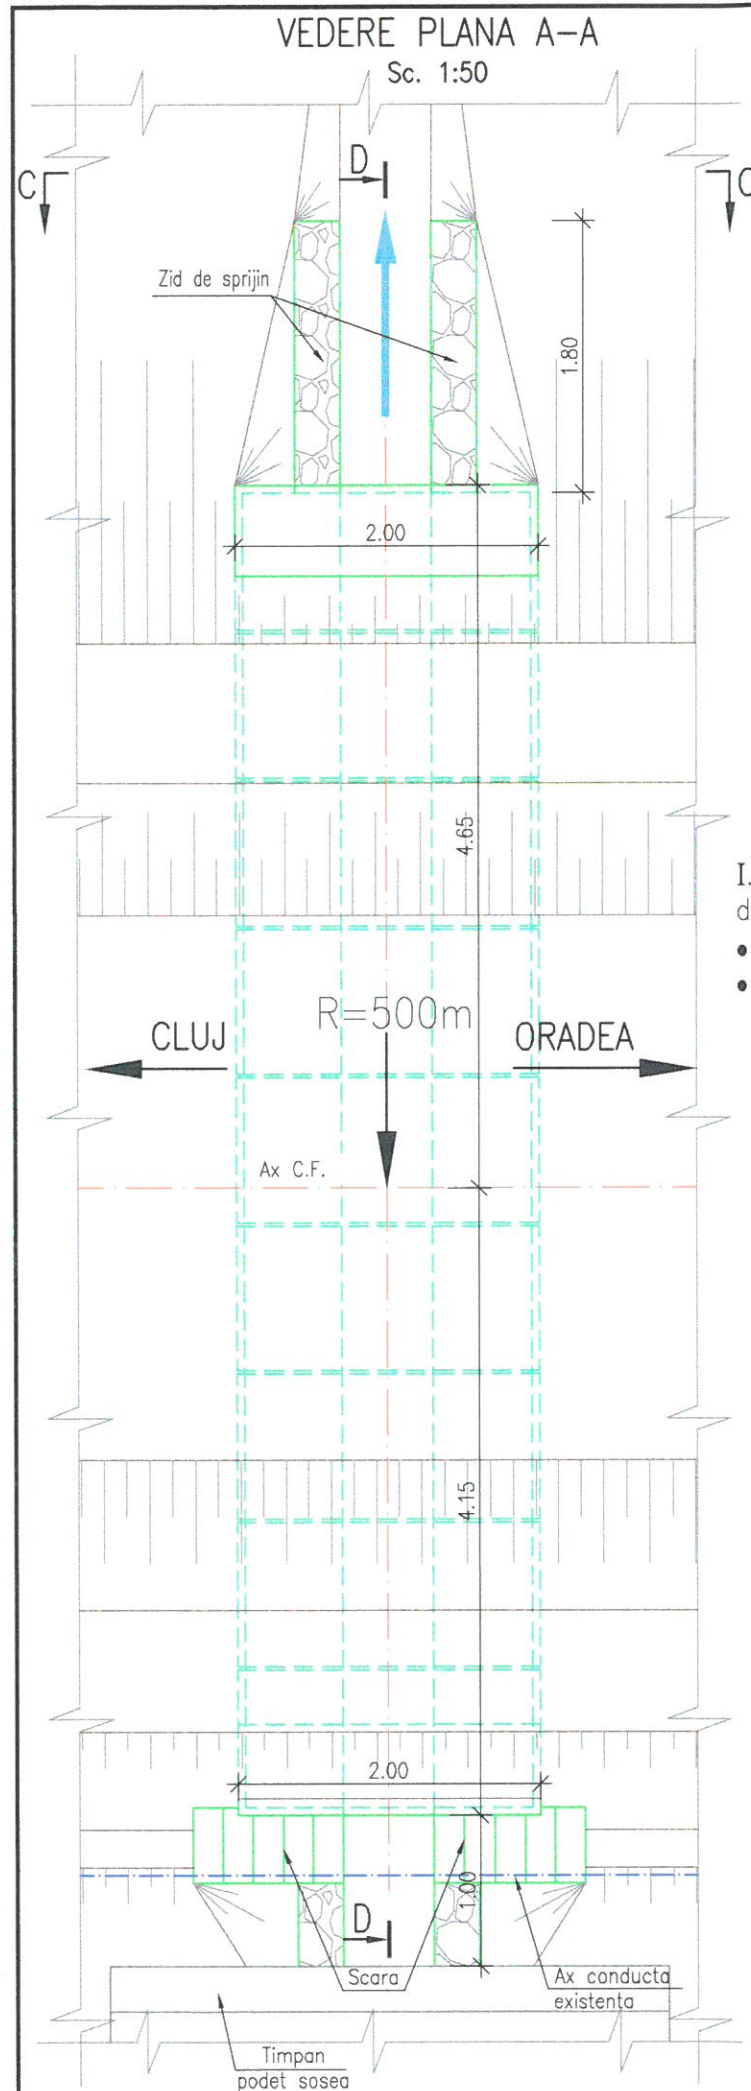 VEDERE PLANA A-A
Sc. 1:50
D
C
C
Zid de sprijin
1.80
2.00
4.65
I.
d
•
•
R=500m
CLUJ
ORADEA
Ax C.F.
4.15
2.00
1.00
D
Scara
Ax conducta
existenta
Timpan
podet sosea